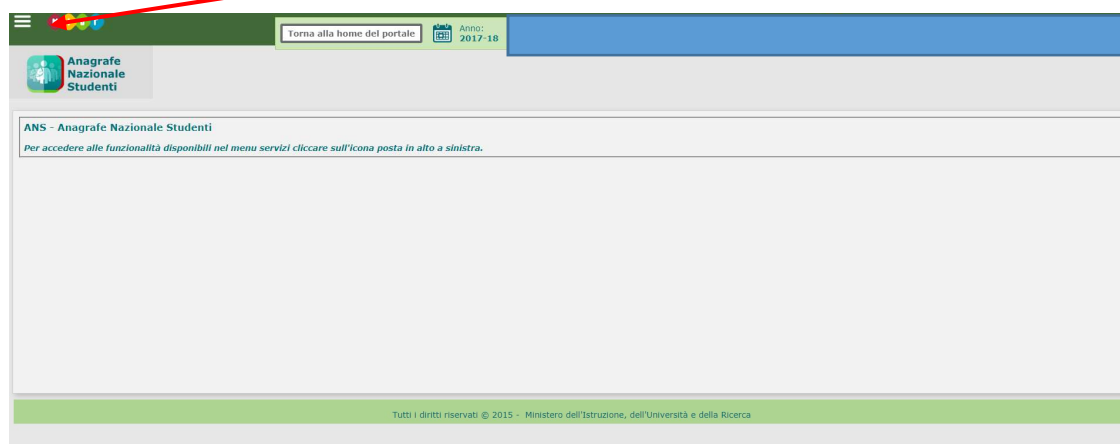 Torna alla home del portale
Anno:
2017-18
Anagrafe
Nazionale
Studenti
ANS - Anagrafe Nazionale Studenti
Per accedere alle funzionalità disponibili nel menu servizi cliccare sull'icona posta in alto a sinistra.
Tutti i diritti riservati © 2015 - Ministero dell'Istruzione, dell'Università e della Ricerca